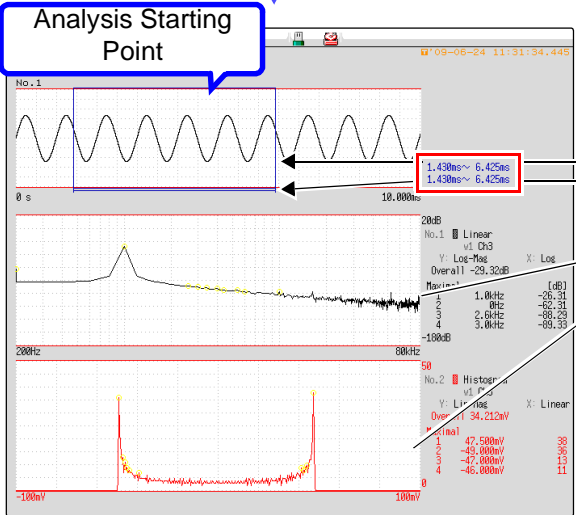 Analysis Starting
Point
'09-06-24 11:31:34.445
No.1
1.430ms~ 6.425ms
1.430ms~ 6.425ms
0 s
10.000ms
20dB
No.1 Linear
v1 Ch3
Y: Log-Mag X: Log
Overall -29.32dB
Maximal [dB]
1 1.0kHz -26.31
2 0Hz -62.31
3 2.6kHz -88.29
4 3.0kHz -89.33
-180dB
200Hz
80kHz
50
No.2 Histogram
v1 Ch3
Y: Lin-Mag X: Linear
Overall 34.212mV
Maximal
1 47.500mV 38
2 -49.000mV 36
3 -47.000mV 13
4 -46.000mV 11
0
-100mV
100mV